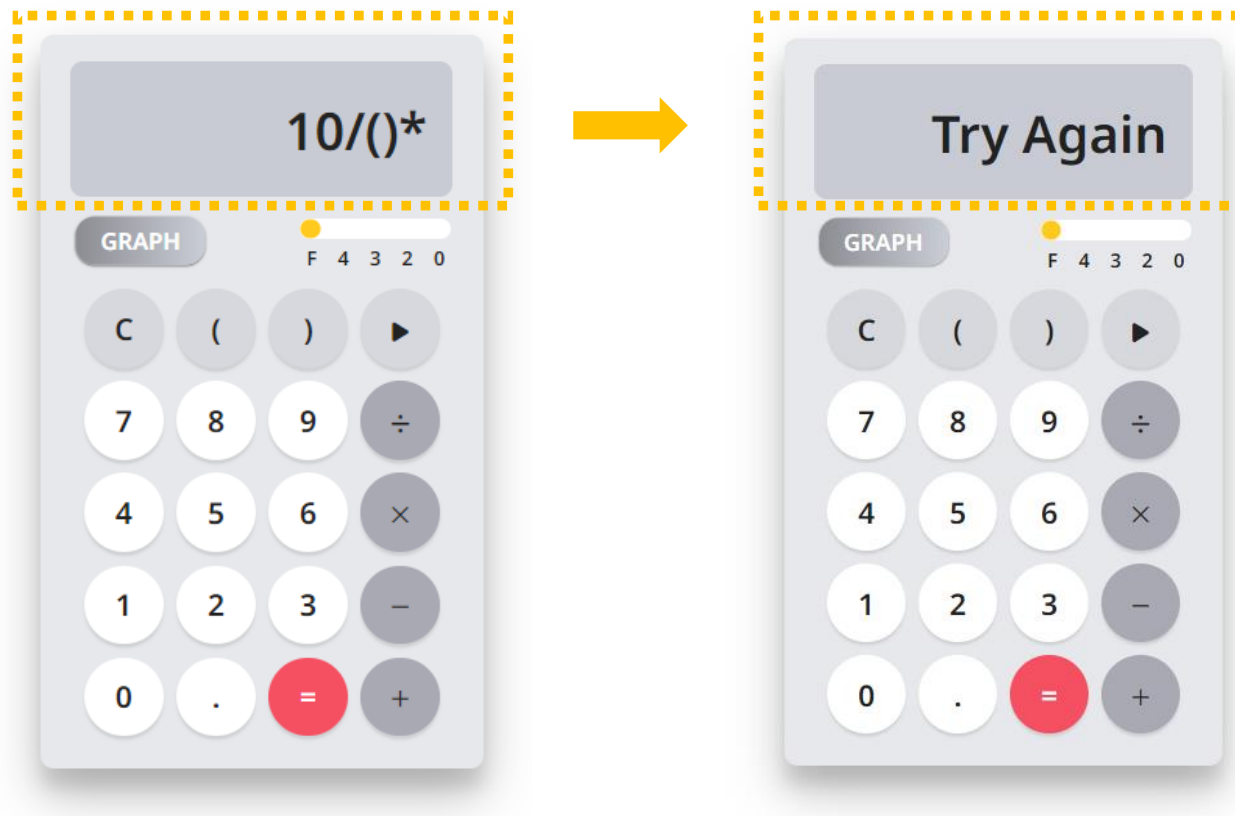 10/()*
GRAPH
F 4 3 2 0
C ( ) ▶
7 8 9 ÷
4 5 6 ×
1 2 3 −
0 . = +
Try Again
GRAPH
F 4 3 2 0
C ( ) ▶
7 8 9 ÷
4 5 6 ×
1 2 3 −
0 . = +